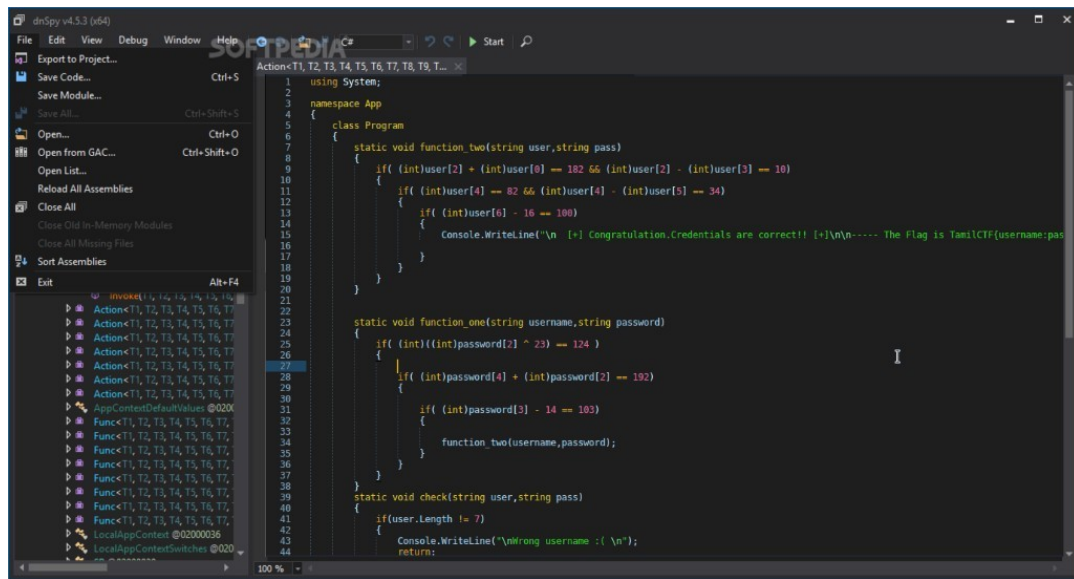 dnSpy v4.5.3 (x64)
File Edit View Debug Window Help
C#
Start
SOFTPEDIA
Export to Project...
Save Code... Ctrl+S
Save Module...
Save All... Ctrl+Shift+S
Open... Ctrl+O
Open from GAC... Ctrl+Shift+O
Open List...
Reload All Assemblies
Close All
Close Old In-Memory Modules
Close All Missing Files
Sort Assemblies
Exit Alt+F4
Invoke(T1, T2, T3, T4, T5, T6,
Action<T1, T2, T3, T4, T5, T6, T7
Action<T1, T2, T3, T4, T5, T6, T7
Action<T1, T2, T3, T4, T5, T6, T7
Action<T1, T2, T3, T4, T5, T6, T7
Action<T1, T2, T3, T4, T5, T6, T7
Action<T1, T2, T3, T4, T5, T6, T7
Action<T1, T2, T3, T4, T5, T6, T7
AppContextDefaultValues @0200
Func<T1, T2, T3, T4, T5, T6, T7,
Func<T1, T2, T3, T4, T5, T6, T7,
Func<T1, T2, T3, T4, T5, T6, T7,
Func<T1, T2, T3, T4, T5, T6, T7,
Func<T1, T2, T3, T4, T5, T6, T7,
Func<T1, T2, T3, T4, T5, T6, T7,
Func<T1, T2, T3, T4, T5, T6, T7,
Func<T1, T2, T3, T4, T5, T6, T7,
LocalAppContext @02000036
LocalAppContextSwitches @020
Action<T1, T2, T3, T4, T5, T6, T7, T8, T9, T...
1 using System;
2
3 namespace App
4 {
5 class Program
6 {
7 static void function_two(string user,string pass)
8 {
9 if( (int)user[2] + (int)user[0] == 182 && (int)user[2] - (int)user[3] == 10)
10 {
11 if( (int)user[4] == 82 && (int)user[4] - (int)user[5] == 34)
12 {
13 if( (int)user[6] - 16 == 100)
14 {
15 Console.WriteLine("\n [+] Congratulation.Credentials are correct!! [+]\n\n----- The Flag is TamilCTF{username:pas
16
17 }
18 }
19 }
20 }
21
22
23 static void function_one(string username,string password)
24 {
25 if( (int)((int)password[2] ^ 23) == 124 )
26 {
27
28 if( (int)password[4] + (int)password[2] == 192)
29 {
30
31 if( (int)password[3] - 14 == 103)
32 {
33
34 function_two(username,password);
35 }
36 }
37 }
38 }
39 static void check(string user,string pass)
40 {
41 if(user.Length != 7)
42 {
43 Console.WriteLine("\nWrong username :( \n");
44 return;
100 %